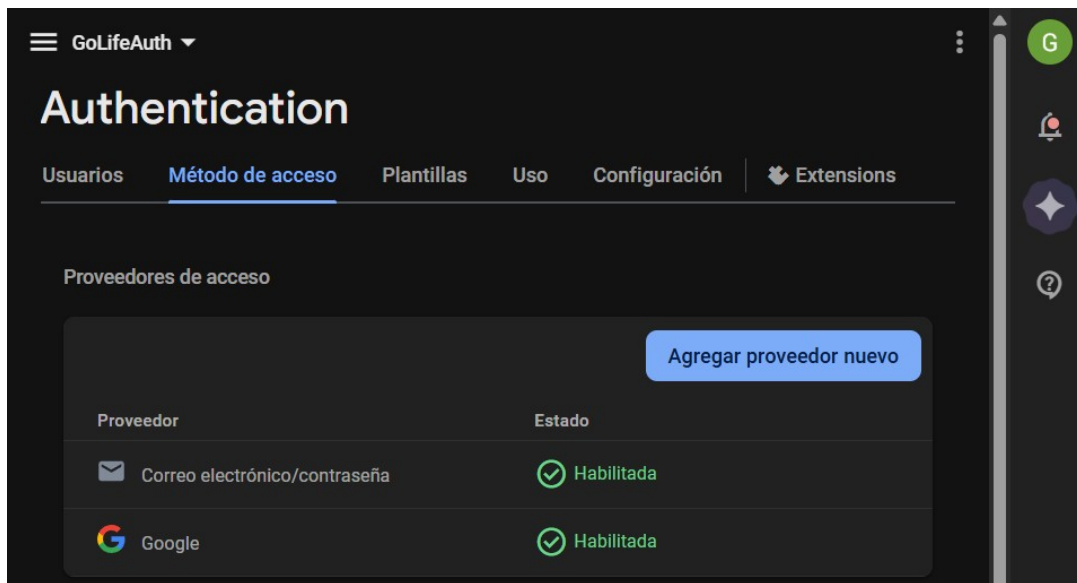 GoLifeAuth
G
Authentication
Usuarios Método de acceso Plantillas Uso Configuración Extensions
Proveedores de acceso
Agregar proveedor nuevo
Proveedor Estado
Correo electrónico/contraseña Habilitada
Google Habilitada